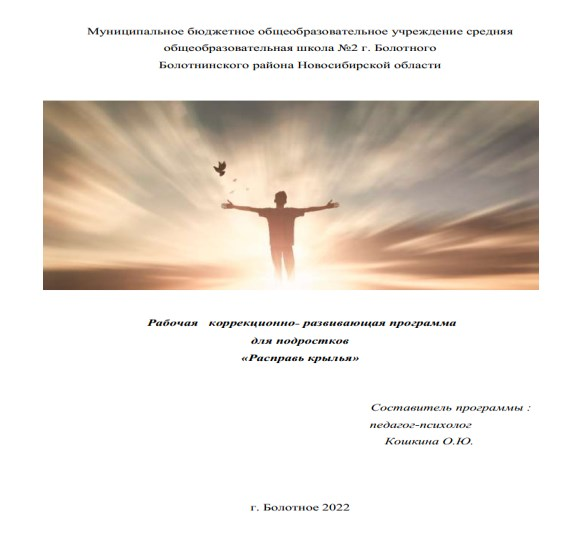 Муниципальное бюджетное общеобразовательное учреждение средняя
общеобразовательная школа №2 г. Болотного
Болотнинского района Новосибирской области
Рабочая коррекционно- развивающая программа
для подростков
«Расправь крылья»
Составитель программы :
педагог-психолог
Кошкина О.Ю.
г. Болотное 2022